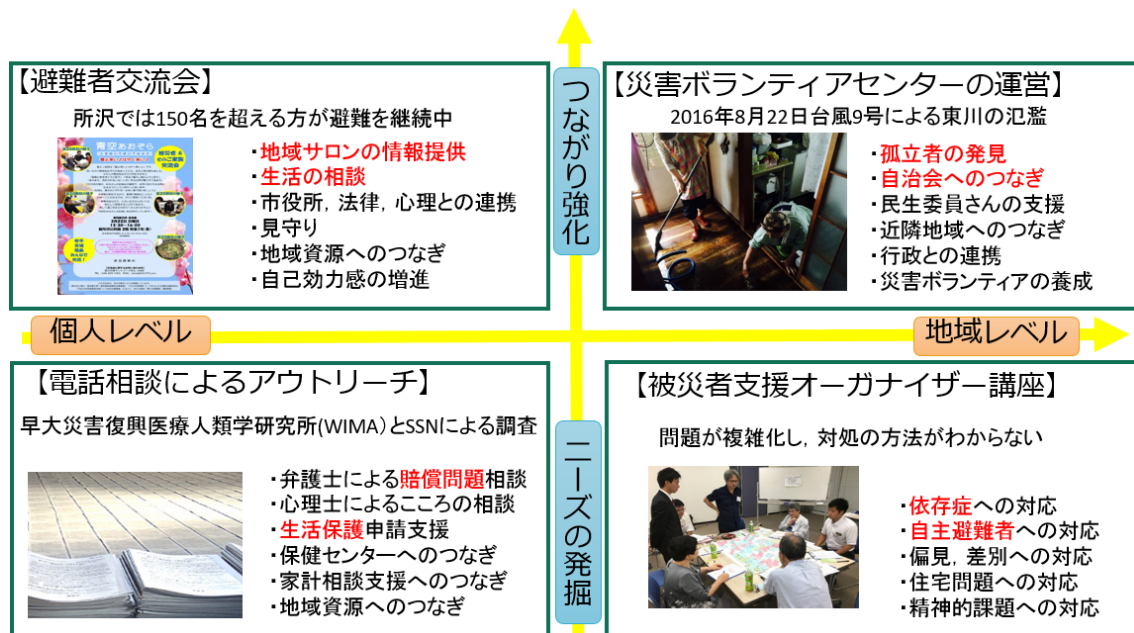 【避難者交流会】
所沢では150名を超える方が避難を継続中
青空あおぞら
・地域サロンの情報提供
・生活の相談
・市役所，法律，心理との連携
・見守り
・地域資源へのつなぎ
・自己効力感の増進
つながり強化
【災害ボランティアセンターの運営】
2016年8月22日台風9号による東川の氾濫
・孤立者の発見
・自治会へのつなぎ
・民生委員さんの支援
・近隣地域へのつなぎ
・行政との連携
・災害ボランティアの養成
個人レベル
地域レベル
【電話相談によるアウトリーチ】
早大災害復興医療人類学研究所(WIMA)とSSNによる調査
・弁護士による賠償問題相談
・心理士によるこころの相談
・生活保護申請支援
・保健センターへのつなぎ
・家計相談支援へのつなぎ
・地域資源へのつなぎ
ニーズの発掘
【被災者支援オーガナイザー講座】
問題が複雑化し，対処の方法がわからない
・依存症への対応
・自主避難者への対応
・偏見，差別への対応
・住宅問題への対応
・精神的課題への対応